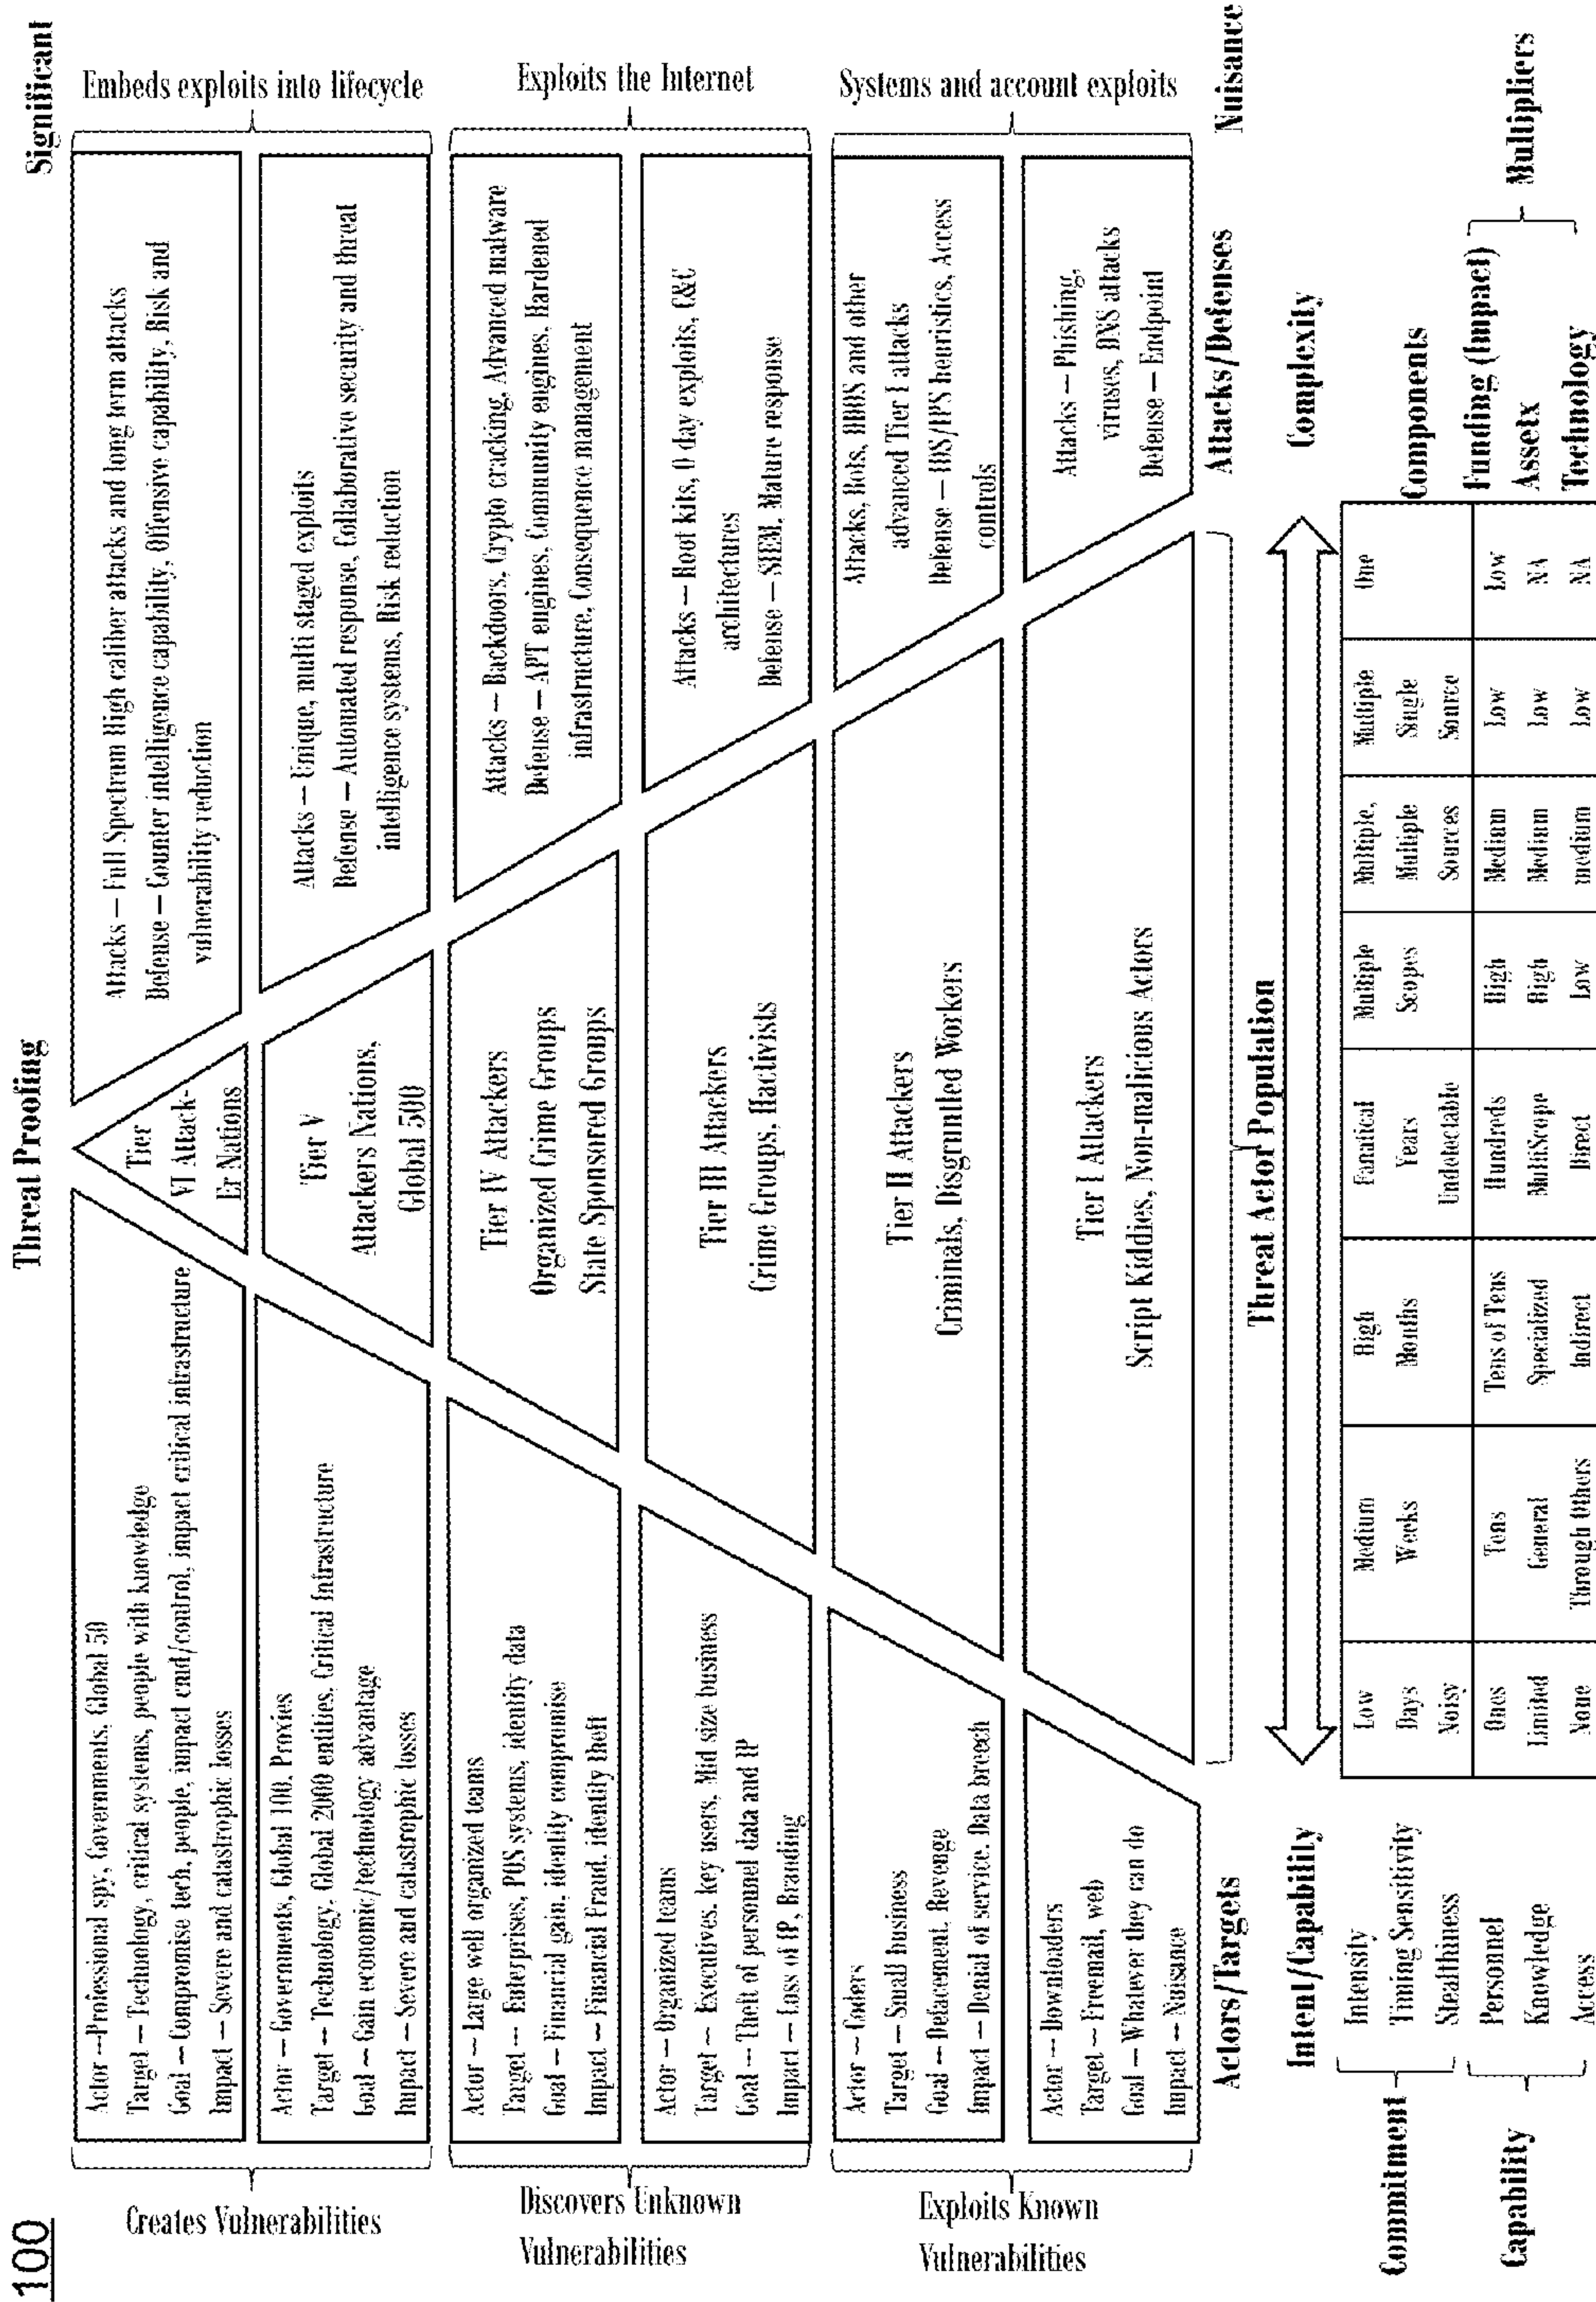 100
Threat Proofing
Significant
Creates Vulnerabilities
Actor --Professional spy, Governments, Global 50
Target -- Technology, critical systems, people with knowledge
Goal -- Compromise tech, people, impact cmd/control, impact critical infrastructure
Impact -- Severe and catastrophic losses
Tier
VI Attack-
Er Nations
Attacks — Full Spectrum High caliber attacks and long term attacks
Defense — Counter intelligence capability, Offensive capability, Risk and
vulnerability reduction
Embeds exploits into lifecycle
Actor -- Governments, Global 100, Proxies
Target -- Technology, Global 2000 entities, Critical Infrastructure
Goal -- Gain economic/technology advantage
Impact -- Severe and catastrophic losses
Tier V
Attackers Nations,
Global 500
Attacks — Unique, multi staged exploits
Defense — Automated response, Collaborative security and threat
intelligence systems, Risk reduction
Discovers Unknown
Vulnerabilities
Actor -- Large well organized teams
Target --- Enterprises, POS systems, identity data
Goal -- Financial gain, identity compromise
Impact -- Financial Fraud, identity theft
Tier IV Attackers
Organized Crime Groups
State Sponsored Groups
Attacks — Backdoors, Crypto cracking, Advanced malware
Defense — APT engines, Community engines, Hardened
infrastructure, Consequence management
Exploits the Internet
Actor -- Organized teams
Target -- Executives, key users, Mid size business
Goal -- Theft of personnel data and IP
Impact -- Loss of IP, Branding
Tier III Attackers
Crime Groups, Hactivists
Attacks — Root kits, 0 day exploits, C&C
architectures
Defense — SIEM, Mature response
Exploits Known
Vulnerabilities
Actor -- Coders
Target -- Small business
Goal -- Defacement, Revenge
Impact -- Denial of service, Data breech
Tier II Attackers
Criminals, Disgruntled Workers
Attacks, Bots, DDOS and other
advanced Tier I attacks
Defense — IDS/IPS heuristics, Access
controls
Systems and account exploits
Actor -- Downloaders
Target -- Freemail, web
Goal -- Whatever they can do
Impact -- Nuisance
Tier I Attackers
Script Kiddies, Non-malicious Actors
Attacks — Phishing,
viruses, DNS attacks
Defense — Endpoint
Actors/Targets
Threat Actor Population
Attacks/Defenses
Nuisance
Intent/Capability
Complexity
Commitment
Intensity
Timing Sensitivity
Stealthiness
Low
Days
Noisy
Medium
Weeks
High
Months
Fanatical
Years
Undetectable
Multiple
Scopes
Multiple,
Multiple
Sources
Multiple
Single
Source
One
Components
Capability
Personnel
Knowledge
Access
Ones
Limited
None
Tens
General
Through Others
Tens of Tens
Specialized
Indirect
Hundreds
MultiScope
Direct
High
High
Low
Medium
Medium
medium
Low
Low
Low
Low
NA
NA
Funding (Impact)
Assetx
Technology
Multipliers